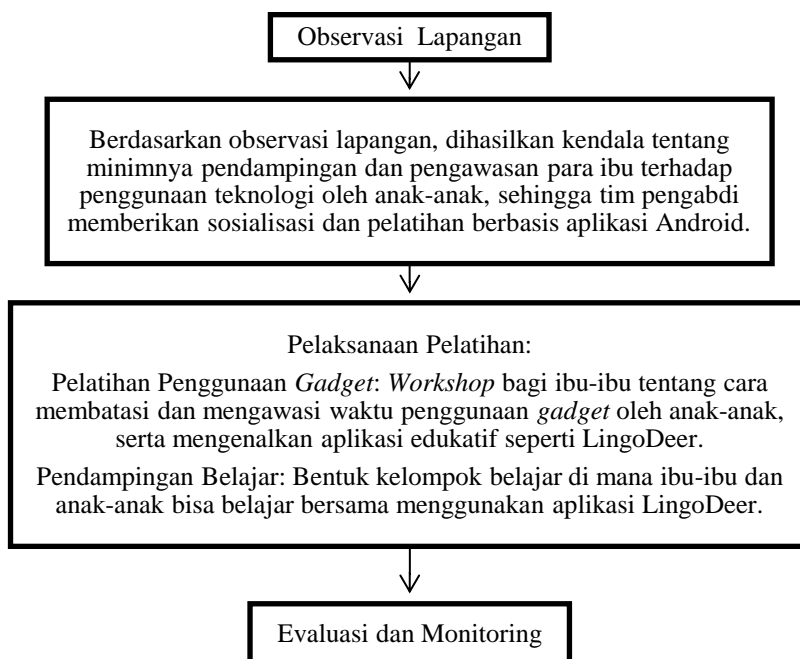 Observasi Lapangan
Berdasarkan observasi lapangan, dihasilkan kendala tentang
minimnya pendampingan dan pengawasan para ibu terhadap
penggunaan teknologi oleh anak-anak, sehingga tim pengabdi
memberikan sosialisasi dan pelatihan berbasis aplikasi Android.
Pelaksanaan Pelatihan:
Pelatihan Penggunaan Gadget: Workshop bagi ibu-ibu tentang cara
membatasi dan mengawasi waktu penggunaan gadget oleh anak-anak,
serta mengenalkan aplikasi edukatif seperti LingoDeer.
Pendampingan Belajar: Bentuk kelompok belajar di mana ibu-ibu dan
anak-anak bisa belajar bersama menggunakan aplikasi LingoDeer.
Evaluasi dan Monitoring